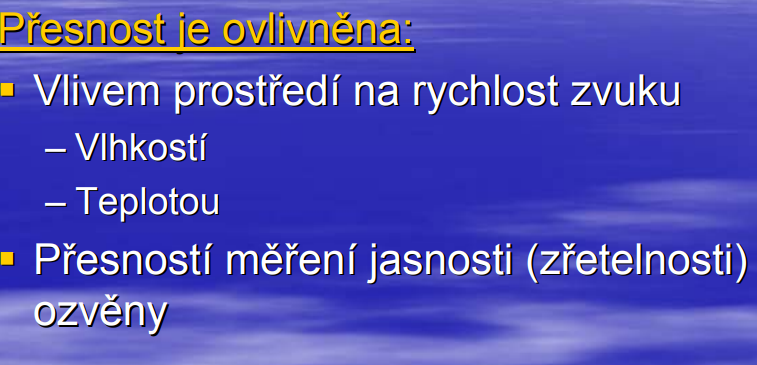 Přesnost je ovlivněna:
▪ Vlivem prostředí na rychlost zvuku
– Vlhkostí
– Teplotou
▪ Přesností měření jasnosti (zřetelnosti)
ozvěny